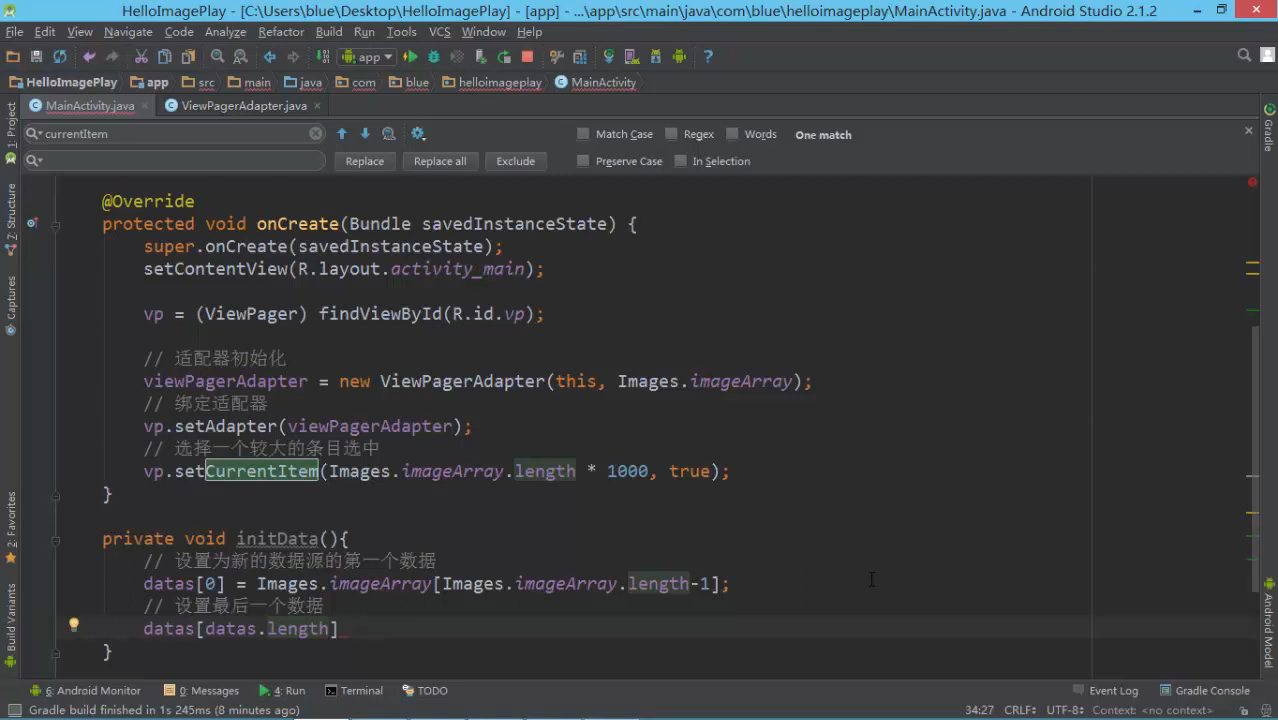 HelloImagePlay - [C:\Users\blue\Desktop\HelloImagePlay] - [app] - ...\app\src\main\java\com\blue\helloimageplay\MainActivity.java - Android Studio 2.1.2
File Edit View Navigate Code Analyze Refactor Build Run Tools VCS Window Help
app
HelloImagePlay app src main java com blue helloimageplay MainActivity
MainActivity.java ViewPagerAdapter.java
currentItem Match Case Regex Words One match
Replace Replace all Exclude Preserve Case In Selection
@Override
protected void onCreate(Bundle savedInstanceState) {
super.onCreate(savedInstanceState);
setContentView(R.layout.activity_main);
vp = (ViewPager) findViewById(R.id.vp);
// 适配器初始化
viewPagerAdapter = new ViewPagerAdapter(this, Images.imageArray);
// 绑定适配器
vp.setAdapter(viewPagerAdapter);
// 选择一个较大的条目选中
vp.setCurrentItem(Images.imageArray.length * 1000, true);
}
private void initData(){
// 设置为新的数据源的第一个数据
datas[0] = Images.imageArray[Images.imageArray.length-1];
// 设置最后一个数据
datas[datas.length]
}
1: Project
7: Structure
Captures
2: Favorites
Build Variants
Gradle
Android Model
6: Android Monitor 0: Messages 4: Run Terminal TODO Event Log Gradle Console
Gradle build finished in 1s 245ms (8 minutes ago) 34:27 CRLF÷ UTF-8÷ Context: <no context>